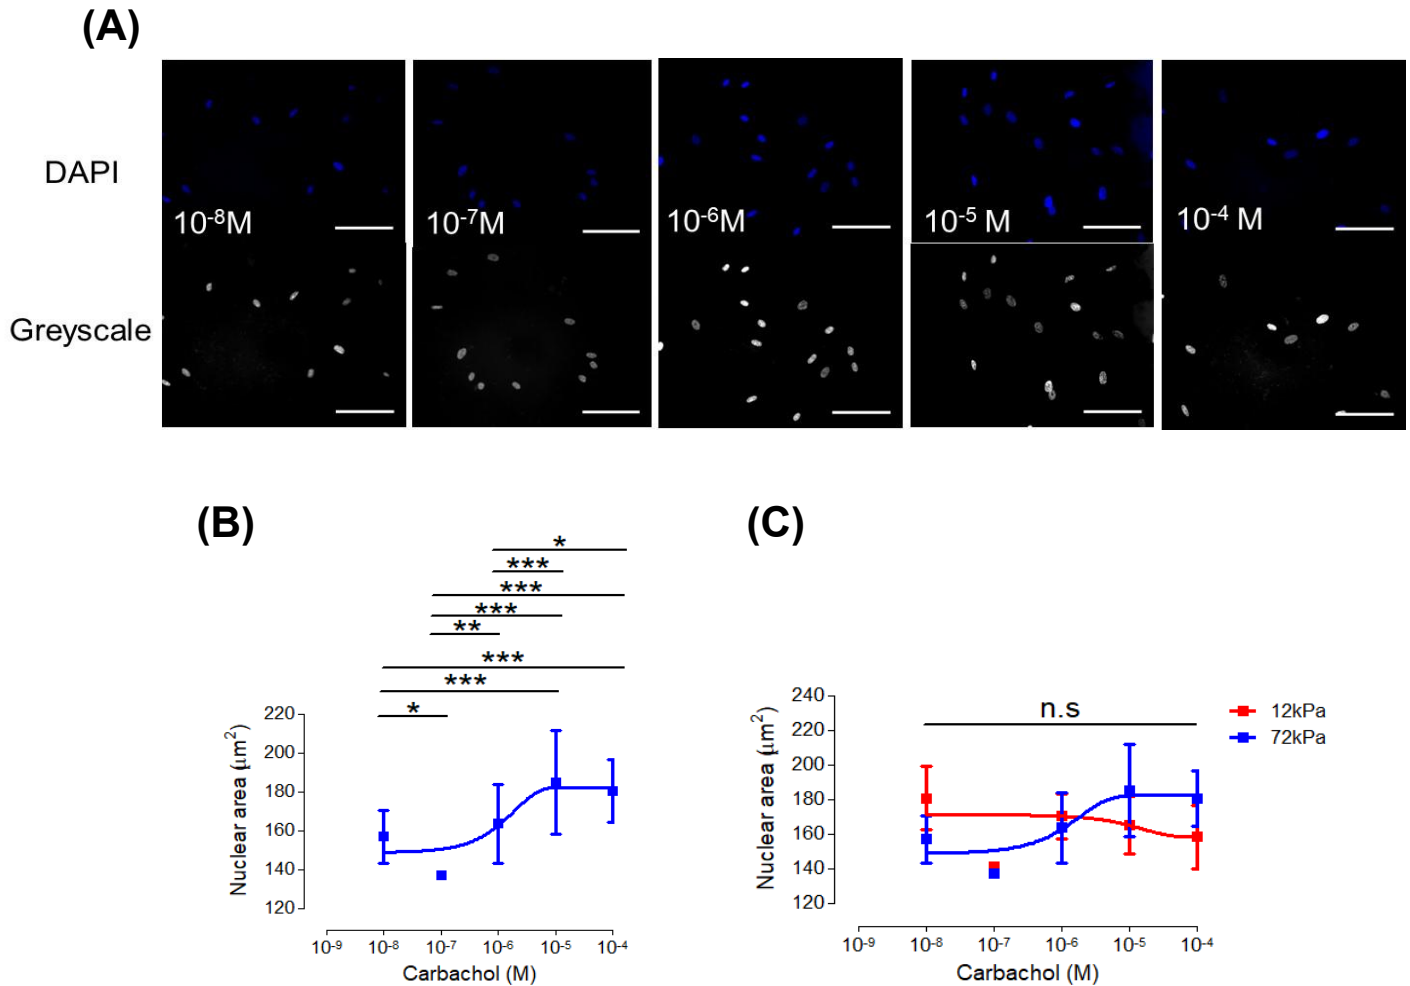 (A)
DAPI
10⁻⁸M
10⁻⁷M
10⁻⁶M
10⁻⁵ M
10⁻⁴ M
Greyscale
(B)
*
***
***
***
**
***
***
*
220
200
180
160
140
120
Nuclear area (μm²)
10⁻⁹
10⁻⁸
10⁻⁷
10⁻⁶
10⁻⁵
10⁻⁴
Carbachol (M)
(C)
n.s
12kPa
72kPa
240
220
200
180
160
140
120
Nuclear area (μm²)
10⁻⁹
10⁻⁸
10⁻⁷
10⁻⁶
10⁻⁵
10⁻⁴
Carbachol (M)